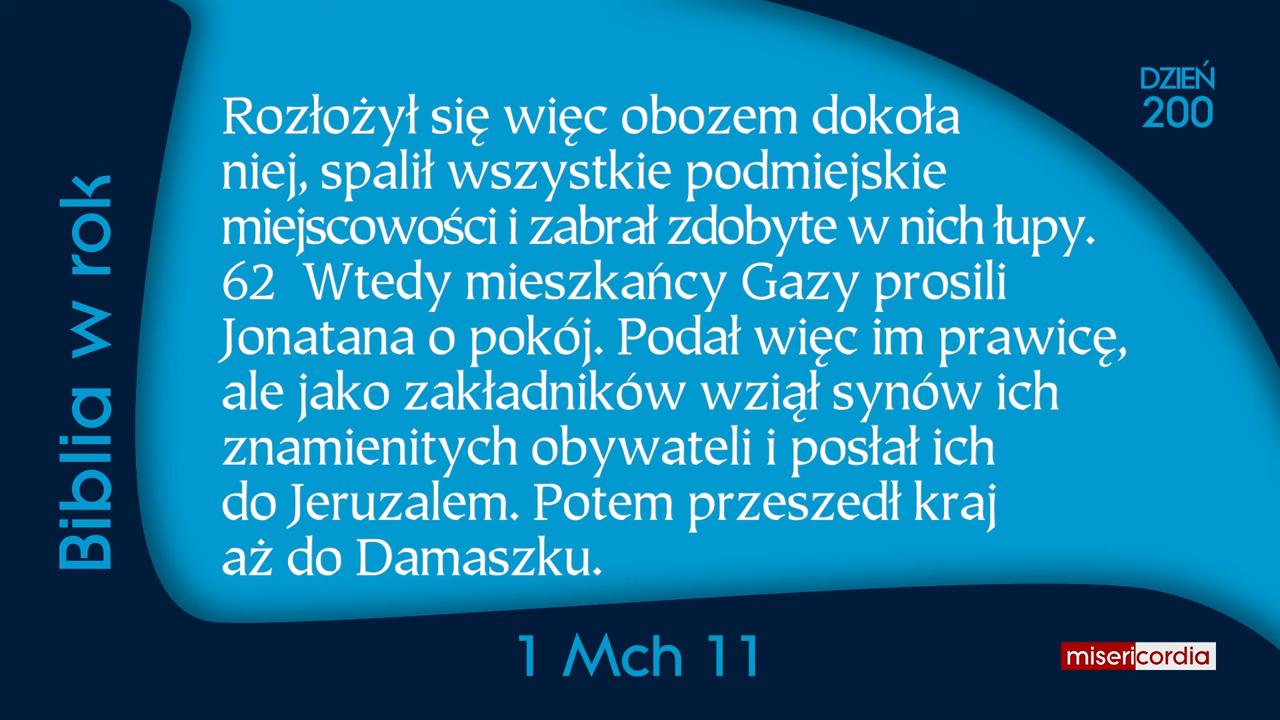 DZIEŃ
200
Rozłożył się więc obozem dokoła
niej, spalił wszystkie podmiejskie
miejscowości i zabrał zdobyte w nich łupy.
62 Wtedy mieszkańcy Gazy prosili
Jonatana o pokój. Podał więc im prawicę,
ale jako zakładników wziął synów ich
znamienitych obywateli i posłał ich
do Jeruzalem. Potem przeszedł kraj
aż do Damaszku.
Biblia w rok
1 Mch 11
misericordia